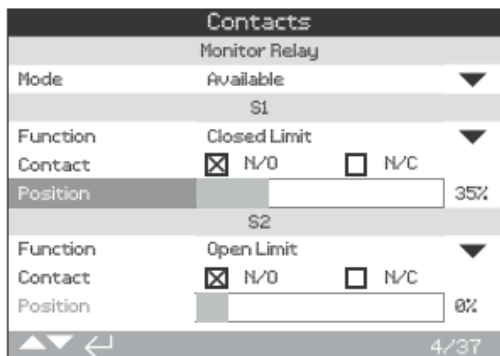 Contacts
Monitor Relay
Mode Available
S1
Function Closed Limit
Contact N/O N/C
Position 35%
S2
Function Open Limit
Contact N/O N/C
Position 0%
4/37